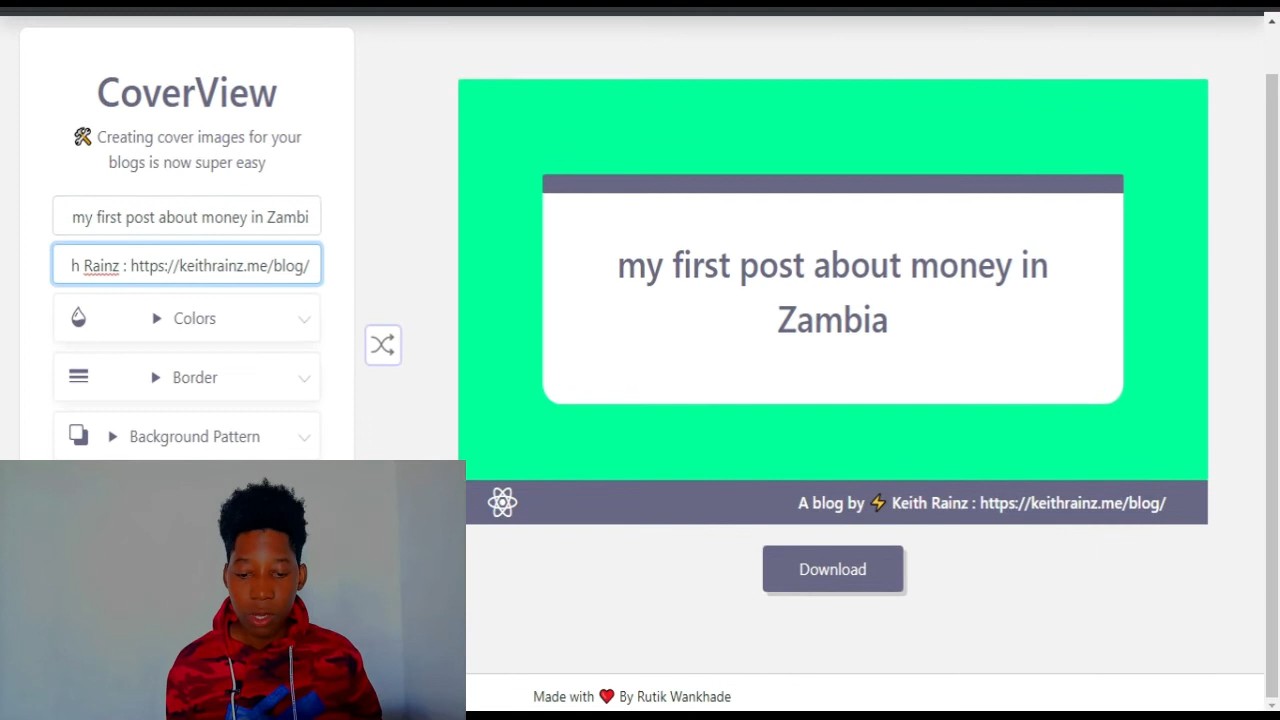 CoverView
🛠 Creating cover images for your
blogs is now super easy
my first post about money in Zambi
h Rainz : https://keithrainz.me/blog/
Colors
Border
Background Pattern
my first post about money in
Zambia
A blog by ⚡ Keith Rainz : https://keithrainz.me/blog/
Download
Made with ❤ By Rutik Wankhade